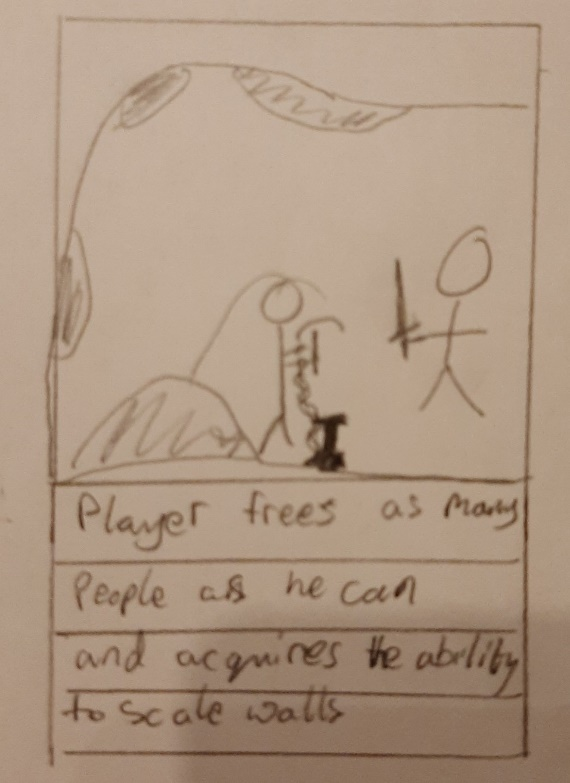 Player frees as many
People as he can
and acquires the ability
to scale walls